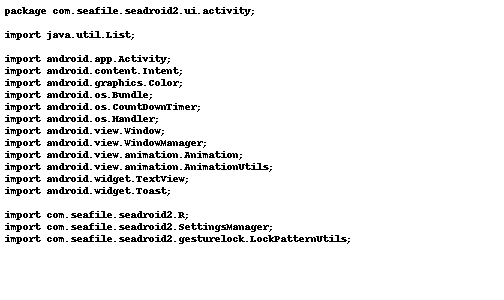 package com.seafile.seadroid2.ui.activity;
import java.util.List;
import android.app.Activity;
import android.content.Intent;
import android.graphics.Color;
import android.os.Bundle;
import android.os.CountDownTimer;
import android.os.Handler;
import android.view.Window;
import android.view.WindowManager;
import android.view.animation.Animation;
import android.view.animation.AnimationUtils;
import android.widget.TextView;
import android.widget.Toast;
import com.seafile.seadroid2.R;
import com.seafile.seadroid2.SettingsManager;
import com.seafile.seadroid2.gesturelock.LockPatternUtils;